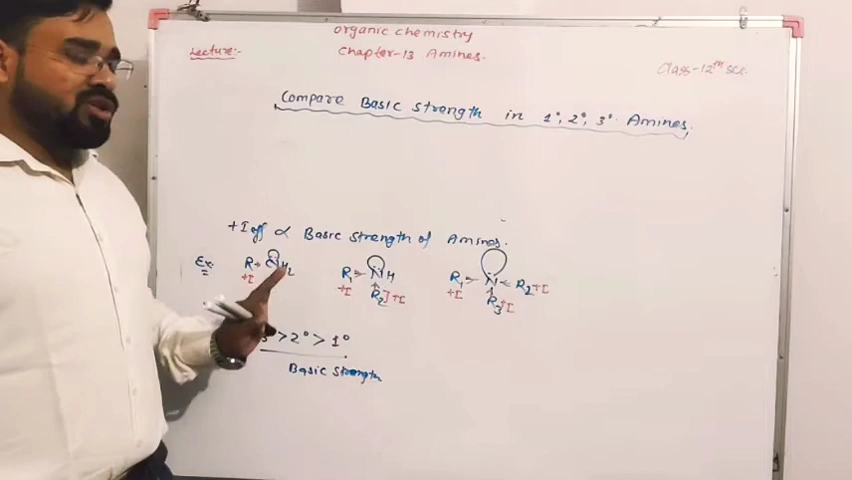 Organic chemistry
Lecture:- Chapter-13 Amines.
Class-12th sci.
Compare Basic strength in 1°, 2°, 3° Amines.
+I eff ∝ Basic strength of Amines.
Ex:- R NH2 R1 NH R1 N R2 +I
+I +I R2 +I +I R3 +I
3° >2° > 1°
Basic strength